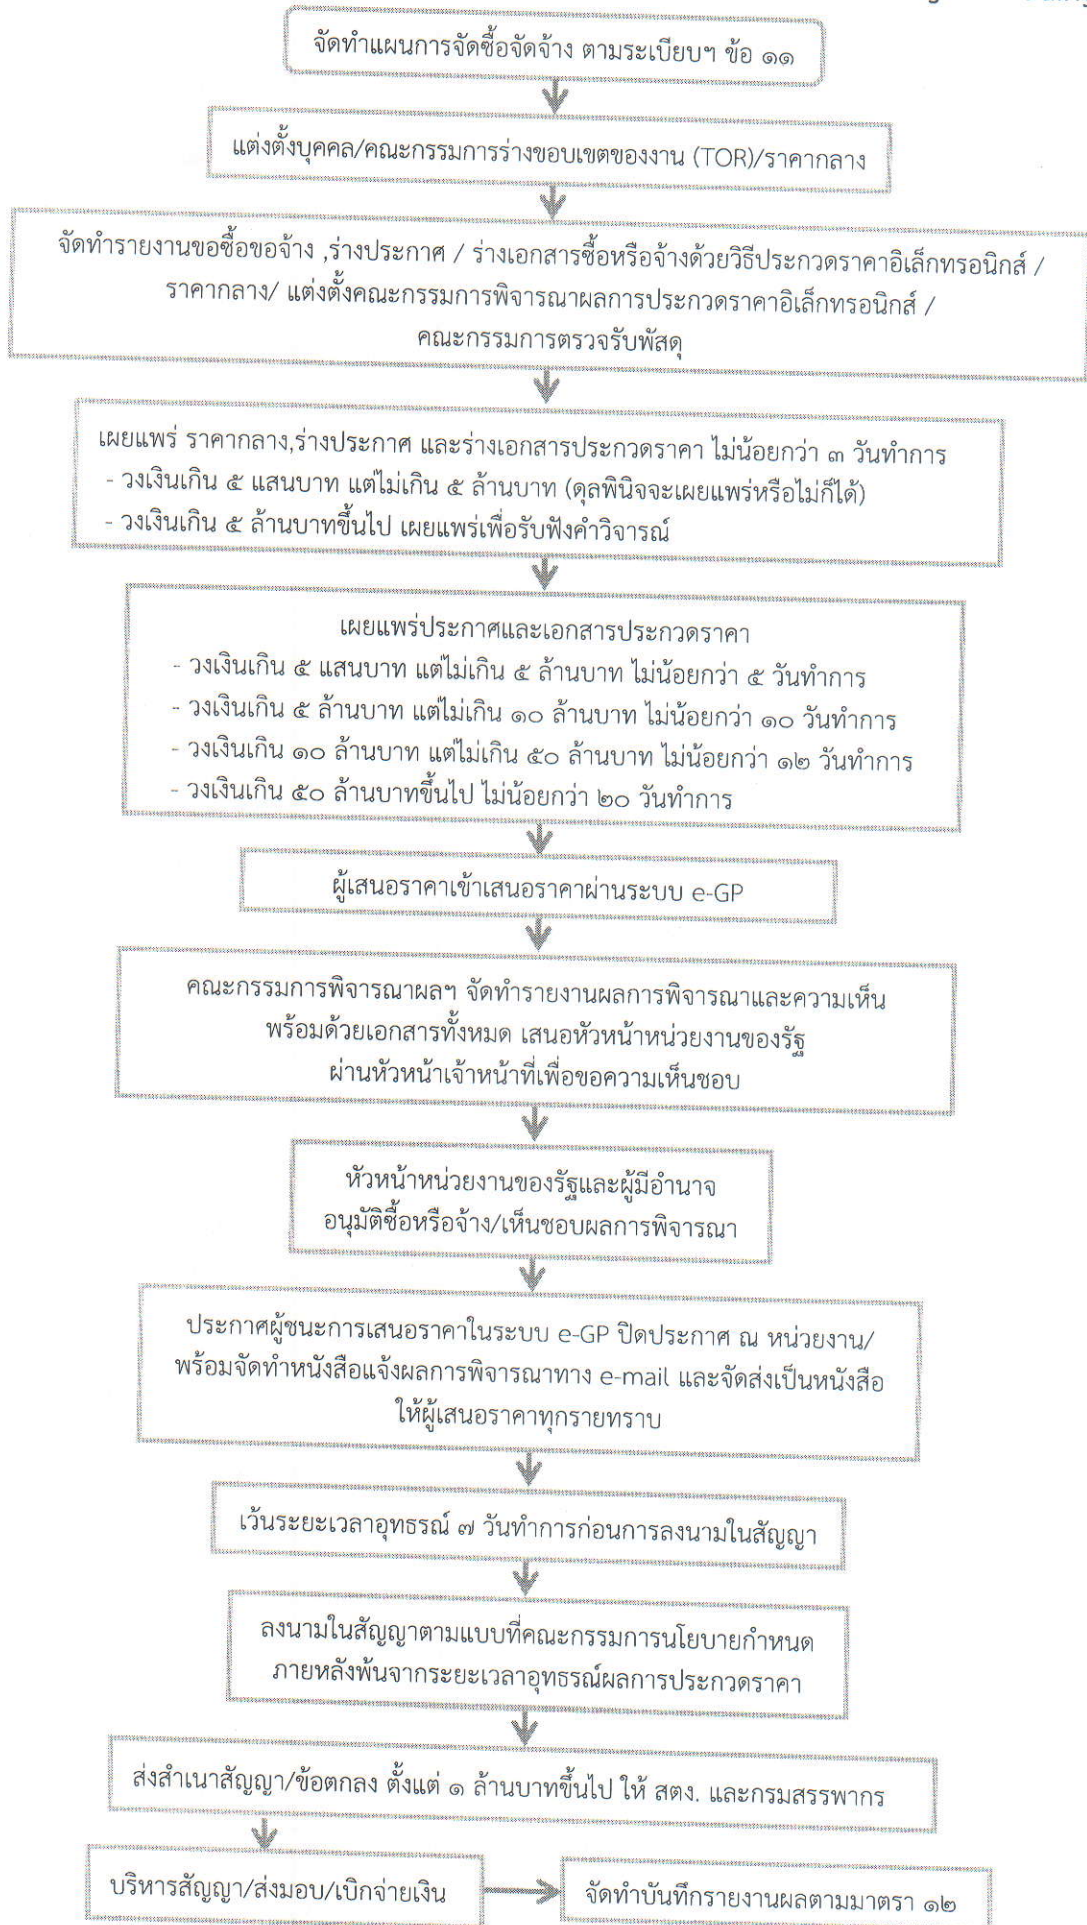 จัดทำแผนการจัดซื้อจัดจ้าง ตามระเบียบฯ ข้อ ๑๑
แต่งตั้งบุคคล/คณะกรรมการร่างขอบเขตของงาน (TOR)/ราคากลาง
จัดทำรายงานขอซื้อขอจ้าง ,ร่างประกาศ / ร่างเอกสารซื้อหรือจ้างด้วยวิธีประกวดราคาอิเล็กทรอนิกส์ /
ราคากลาง/ แต่งตั้งคณะกรรมการพิจารณาผลการประกวดราคาอิเล็กทรอนิกส์ /
คณะกรรมการตรวจรับพัสดุ
เผยแพร่ ราคากลาง,ร่างประกาศ และร่างเอกสารประกวดราคา ไม่น้อยกว่า ๓ วันทำการ
- วงเงินเกิน ๕ แสนบาท แต่ไม่เกิน ๕ ล้านบาท (ดุลพินิจจะเผยแพร่หรือไม่ก็ได้)
- วงเงินเกิน ๕ ล้านบาทขึ้นไป เผยแพร่เพื่อรับฟังคำวิจารณ์
เผยแพร่ประกาศและเอกสารประกวดราคา
- วงเงินเกิน ๕ แสนบาท แต่ไม่เกิน ๕ ล้านบาท ไม่น้อยกว่า ๕ วันทำการ
- วงเงินเกิน ๕ ล้านบาท แต่ไม่เกิน ๑๐ ล้านบาท ไม่น้อยกว่า ๑๐ วันทำการ
- วงเงินเกิน ๑๐ ล้านบาท แต่ไม่เกิน ๕๐ ล้านบาท ไม่น้อยกว่า ๑๒ วันทำการ
- วงเงินเกิน ๕๐ ล้านบาทขึ้นไป ไม่น้อยกว่า ๒๐ วันทำการ
ผู้เสนอราคาเข้าเสนอราคาผ่านระบบ e-GP
คณะกรรมการพิจารณาผลฯ จัดทำรายงานผลการพิจารณาและความเห็น
พร้อมด้วยเอกสารทั้งหมด เสนอหัวหน้าหน่วยงานของรัฐ
ผ่านหัวหน้าเจ้าหน้าที่เพื่อขอความเห็นชอบ
หัวหน้าหน่วยงานของรัฐและผู้มีอำนาจ
อนุมัติซื้อหรือจ้าง/เห็นชอบผลการพิจารณา
ประกาศผู้ชนะการเสนอราคาในระบบ e-GP ปิดประกาศ ณ หน่วยงาน/
พร้อมจัดทำหนังสือแจ้งผลการพิจารณาทาง e-mail และจัดส่งเป็นหนังสือ
ให้ผู้เสนอราคาทุกรายทราบ
เว้นระยะเวลาอุทธรณ์ ๗ วันทำการก่อนการลงนามในสัญญา
ลงนามในสัญญาตามแบบที่คณะกรรมการนโยบายกำหนด
ภายหลังพ้นจากระยะเวลาอุทธรณ์ผลการประกวดราคา
ส่งสำเนาสัญญา/ข้อตกลง ตั้งแต่ ๑ ล้านบาทขึ้นไป ให้ สตง. และกรมสรรพากร
บริหารสัญญา/ส่งมอบ/เบิกจ่ายเงิน
จัดทำบันทึกรายงานผลตามมาตรา ๑๒